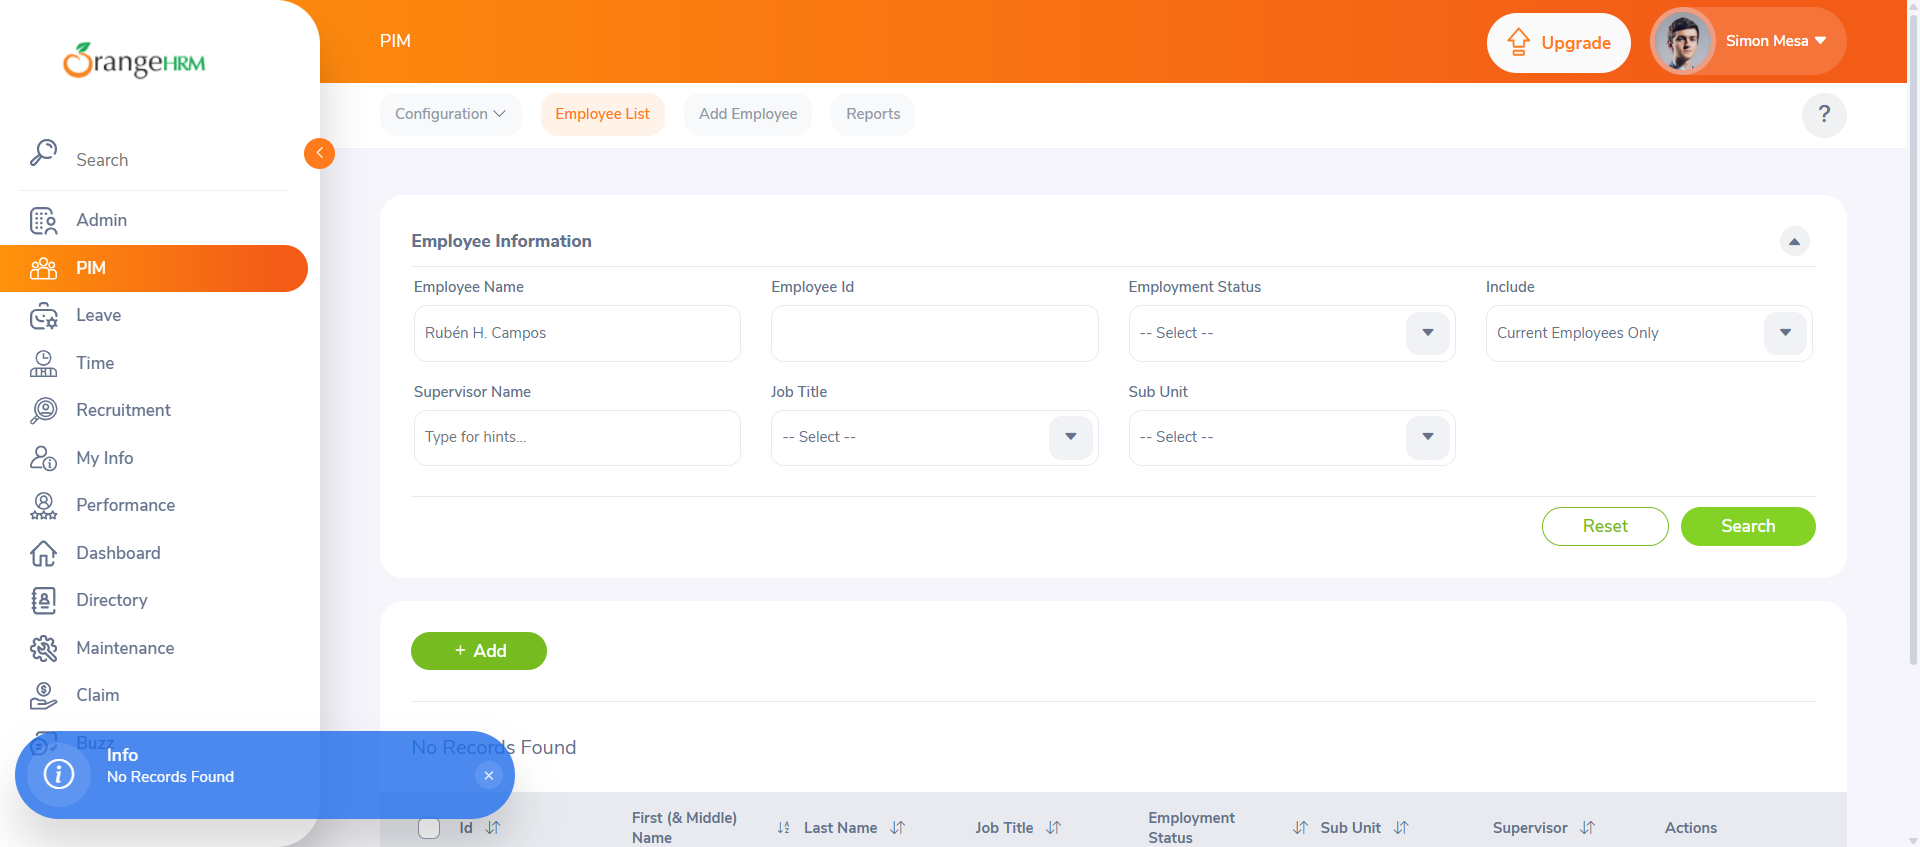 OrangeHRM
PIM
Upgrade
Simon Mesa
Configuration
Employee List
Add Employee
Reports
?
Search
Admin
PIM
Leave
Time
Recruitment
My Info
Performance
Dashboard
Directory
Maintenance
Claim
Buzz
Employee Information
Employee Name
Employee Id
Employment Status
Include
Rubén H. Campos
-- Select --
Current Employees Only
Supervisor Name
Job Title
Sub Unit
Type for hints...
-- Select --
-- Select --
Reset
Search
+ Add
No Records Found
Info
No Records Found
Id
First (& Middle)
Name
Last Name
Job Title
Employment
Status
Sub Unit
Supervisor
Actions